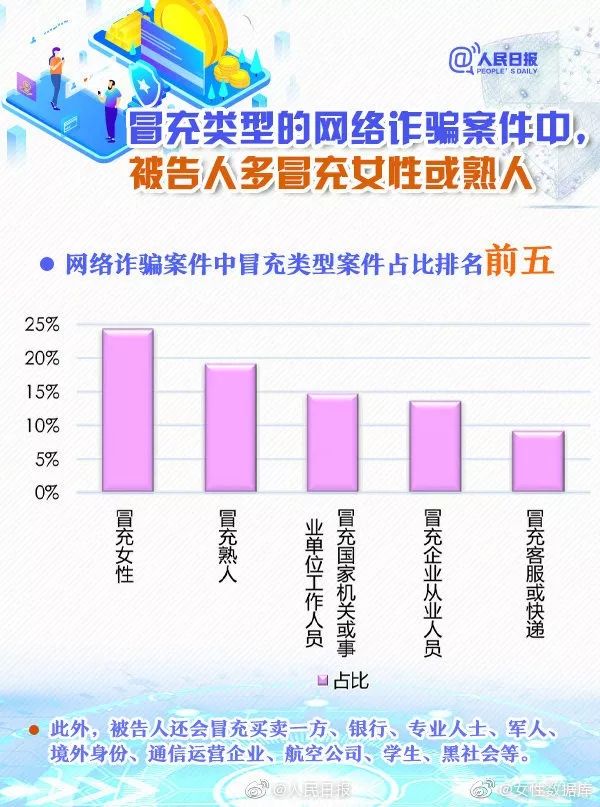 @人民日报
PEOPLE'S DAILY
冒充类型的网络诈骗案件中，
被告人多冒充女性或熟人
● 网络诈骗案件中冒充类型案件占比排名前五
25%
20%
15%
10%
5%
0%
冒充女性
冒充熟人
冒充国家机关或事
业单位工作人员
冒充企业从业人员
冒充客服或快递
占比
● 此外，被告人还会冒充买卖一方、银行、专业人士、军人、
境外身份、通信运营企业、航空公司、学生、黑社会等。
@人民日报
@女性数据库